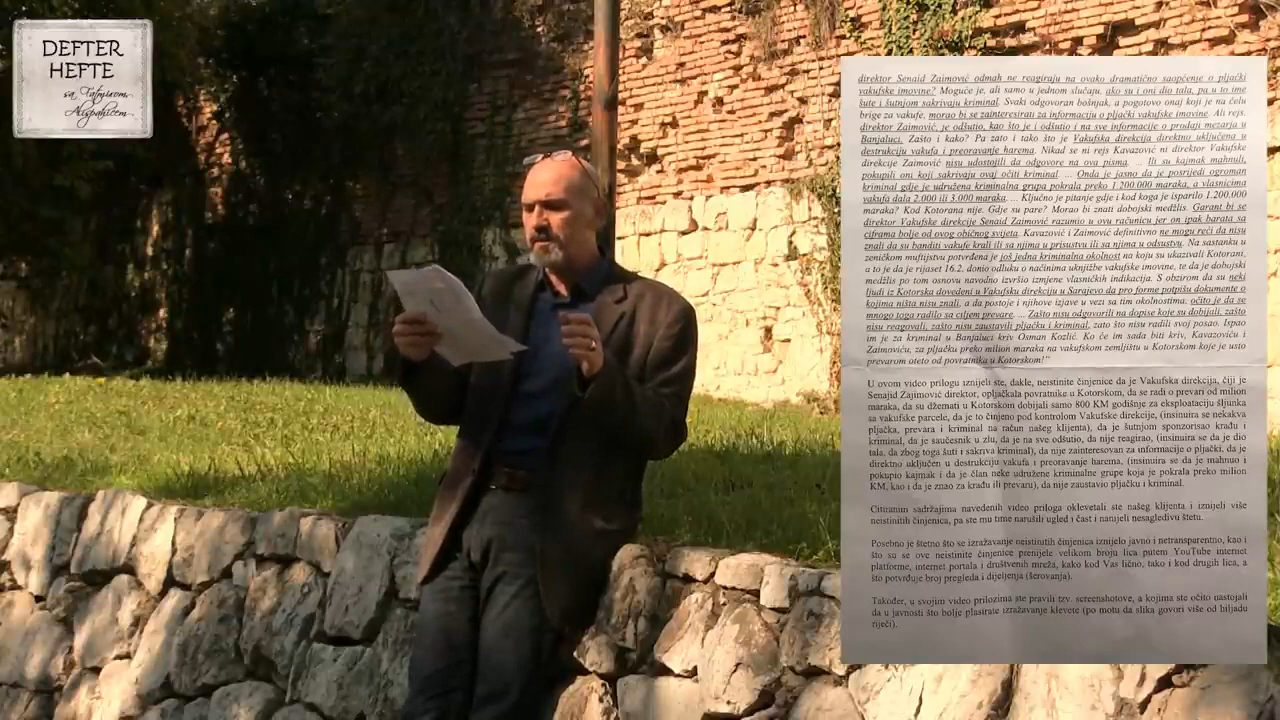 DEFTER
HEFTE
sa Fatmirom
Alispahićem
direktor Senaid Zaimović odmah ne reagiraju na ovako dramatično saopćenje o pljački
vakufske imovine? Moguće je, ali samo u jednom slučaju, ako su i oni dio tala, pa u to ime
šute i šutnjom sakrivaju kriminal. Svaki odgovoran bošnjak, a pogotovo onaj koji je na čelu
brige za vakufe, morao bi se zainteresirati za informaciju o pljački vakufske imovine. Ali rejs.
direktor Zaimović, je odšutio, kao što je i odšutio i na sve informacije o prodaji mezarja u
Banjaluci. Zašto i kako? Pa zato i tako što je Vakufska direkcija direktno uključena u
destrukciju vakufa i preoravanje harema. Nikad se ni rejs Kavazović nt direktor Vakufske
direkcije Zaimović nisu udostojili da odgovore na ova pisma. ... Ili su kajmak mahnuli,
pokupili oni koji sakrivaju ovaj očiti kriminal. ... Onda je jasno da je posrijedi ogroman
kriminal gdje je udružena kriminalna grupa pokrala preko 1.200.000 maraka, a vlasnicima
vakufa dala 2.000 ili 3.000 maraka. ... Ključno je pitanje gdje i kod koga je isparilo 1.200.000
maraka? Kod Kotorana nije. Gdje su pare? Morao bi znati dobojski medžlis. Garant bi se
direktor Vakufske direkcije Senaid Zaimović razumio u ovu računicu jer on ipak barata sa
ciframa bolje od ovog običnog svijeta. Kavazović i Zaimović definitivno ne mogu reći da nisu
znali da su banditi vakufe krali ili sa njima u prisustvu ili sa njima u odsustvu. Na sastanku u
zeničkom muftijstvu potvrđena je još jedna kriminalna okolnost na koju su ukazivali Kotorani,
a to je da je rijaset 16.2. donio odluku o načinima uknjižbe vakufske imovine, te da je dobojski
medžlis po tom osnovu navodno izvršio izmjene vlasničkih indikacija. S obzirom da su neki
ljudi iz Kotorska dovedeni u Vakufsku direkciju u Sarajevo da pro forme potpišu dokumente o
kojima ništa nisu znali, a da postoje i njihove izjave u vezi sa tim okolnostima, očito je da se
mnogo toga radilo sa ciljem prevare. ... Zašto nisu odgovorili na dopise koje su dobijali, zašto
nisu reagovali, zašto nisu zaustavili pljačku i kriminal, zato što nisu radili svoj posao. Ispao
im je za kriminal u Banjaluci kriv Osman Kozlić. Ko će im sada biti kriv, Kavazoviću i
Zaimoviću, za pljačku preko milion maraka na vakufskom zemljištu u Kotorskom koje je usto
prevarom oteto od povratnika u Kotorskom!"
U ovom video prilogu iznijeli ste, dakle, neistinite činjenice da je Vakufska direkcija, čiji je
Senajid Zajimović direktor, opljačkala povratnike u Kotorskom, da se radi o prevari od milion
maraka, da su džemati u Kotorskom dobijali samo 800 KM godišnje za eksploataciju šljunka
sa vakufske parcele, da je to činjeno pod kontrolom Vakufske direkcije, (insinuira se nekakva
pljačka, prevara i kriminal na račun našeg klijenta), da je šutnjom sponzorisao krađu i
kriminal, da je saučesnik u zlu, da je na sve odšutio, da nije reagirao, (insinuira se da je dio
tala, da zbog toga šuti i sakriva kriminal), da nije zainteresovan za informaciju o pljački, da je
direktno uključen u destrukciju vakufa i preoravanje harema, (insinuira se da je mahnuo i
pokupio kajmak i da je član neke udružene kriminalne grupe koja je pokrala preko milion
KM, kao i da je znao za krađu ili prevaru), da nije zaustavio pljačku i kriminal.
Citiranim sadržajima navedenih video priloga oklevetali ste našeg klijenta i iznijeli više
neistinitih činjenica, pa ste mu time narušili ugled i čast i nanijeli nesagledivu štetu.
Posebno je štetno što se izražavanje neistinitih činjenica iznijelo javno i netransparentno, kao i
što su se ove neistinite činjenice prenijele velikom broju lica putem YouTube internet
platforme, internet portala i društvenih mreža, kako kod Vas lično, tako i kod drugih lica, a
što potvrđuje broj pregleda i dijeljenja (šerovanja).
Također, u svojim video prilozima ste pravili tzv. screenshotove, a kojima ste očito nastojali
da u javnosti što bolje plasirate izražavanje klevete (po motu da slika govori više od hiljadu
riječi).